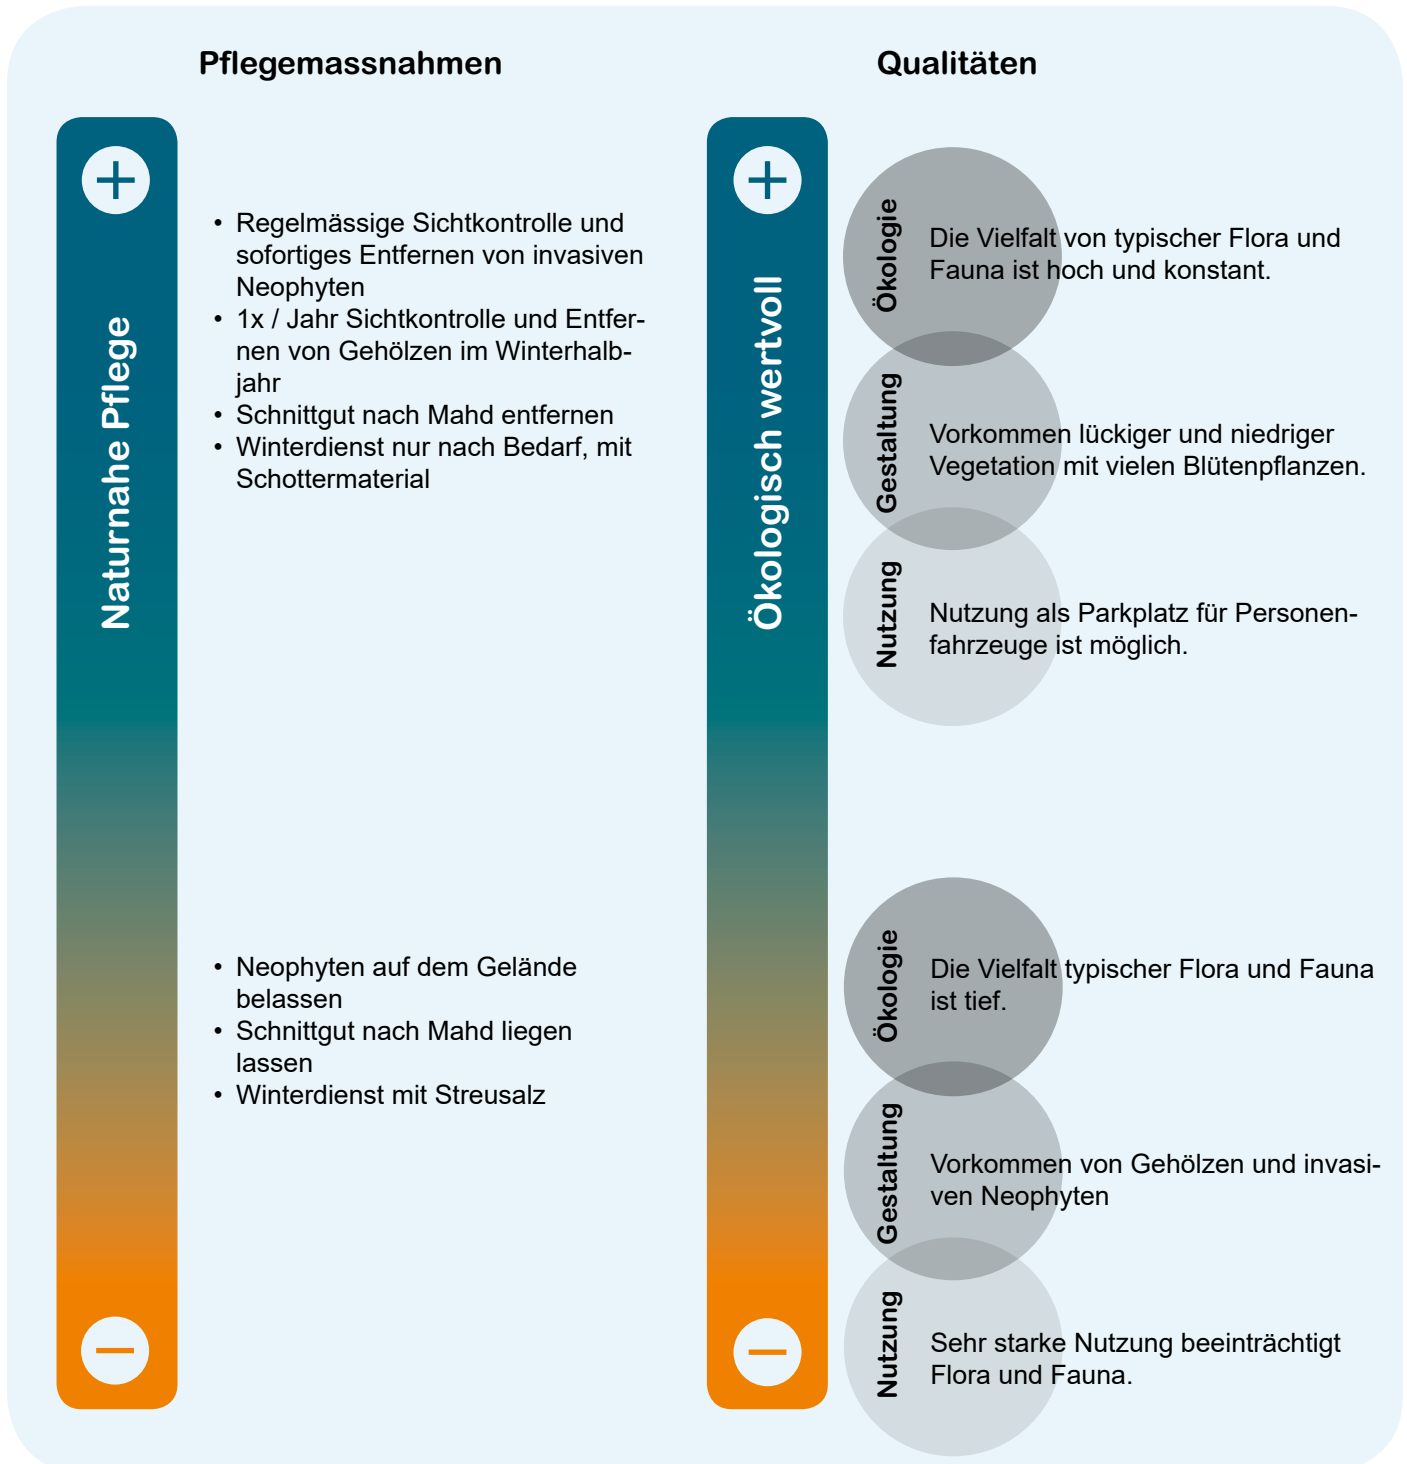 Pflegemassnahmen
Naturnahe Pflege
• Regelmässige Sichtkontrolle und
sofortiges Entfernen von invasiven
Neophyten
• 1x / Jahr Sichtkontrolle und Entfer-
nen von Gehölzen im Winterhalb-
jahr
• Schnittgut nach Mahd entfernen
• Winterdienst nur nach Bedarf, mit
Schottermaterial
• Neophyten auf dem Gelände
belassen
• Schnittgut nach Mahd liegen
lassen
• Winterdienst mit Streusalz
Qualitäten
Ökologisch wertvoll
Ökologie
Die Vielfalt von typischer Flora und
Fauna ist hoch und konstant.
Gestaltung
Vorkommen lückiger und niedriger
Vegetation mit vielen Blütenpflanzen.
Nutzung
Nutzung als Parkplatz für Personen-
fahrzeuge ist möglich.
Ökologie
Die Vielfalt typischer Flora und Fauna
ist tief.
Gestaltung
Vorkommen von Gehölzen und invasi-
ven Neophyten
Nutzung
Sehr starke Nutzung beeinträchtigt
Flora und Fauna.